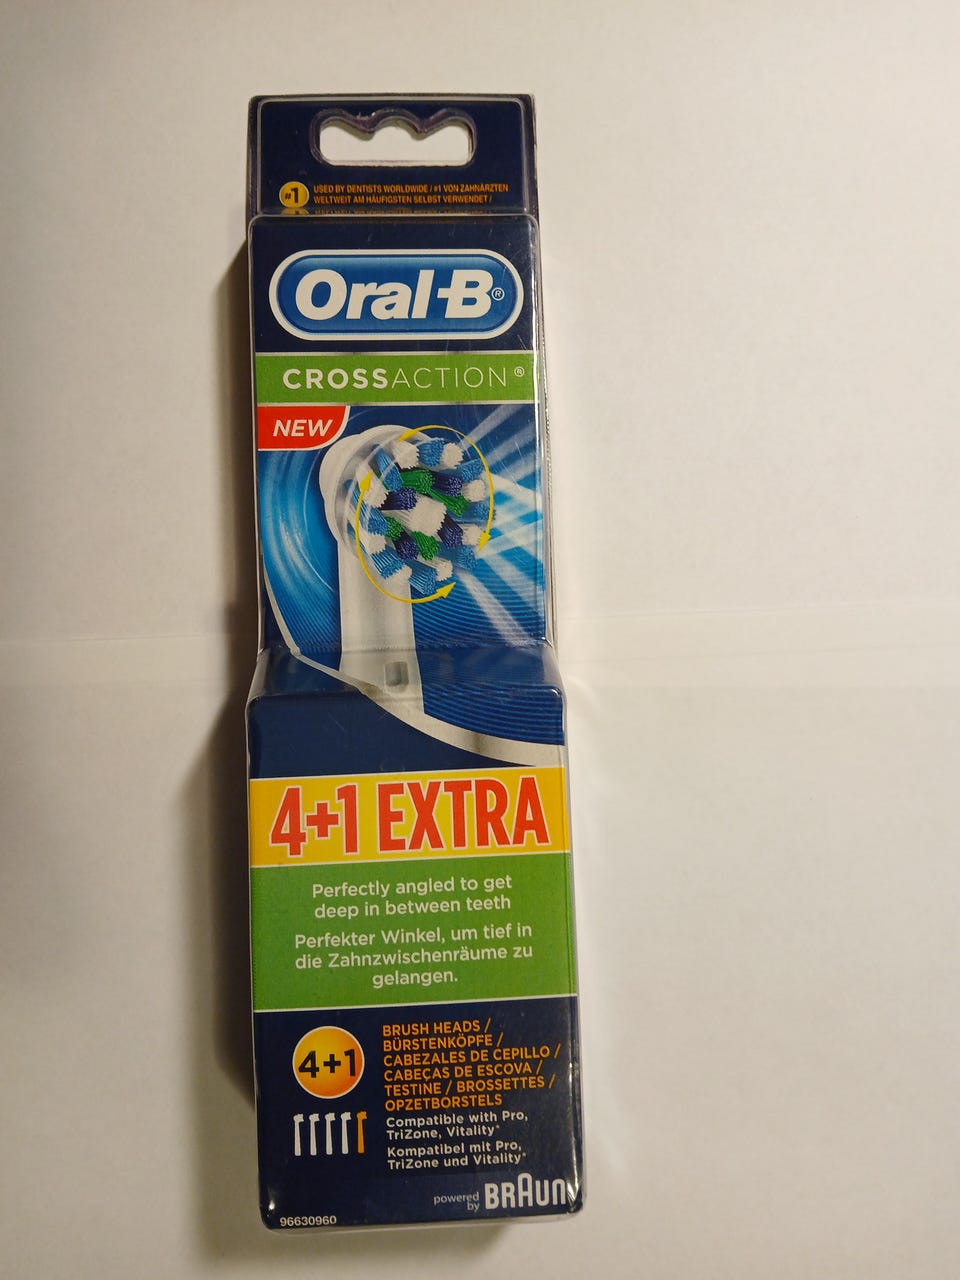 #1
USED BY DENTISTS WORLDWIDE / #1 VON ZAHNÄRZTEN
WELTWEIT AM HÄUFIGSTEN SELBST VERWENDET /
Oral-B®
CROSSACTION®
NEW
4+1 EXTRA
Perfectly angled to get
deep in between teeth
Perfekter Winkel, um tief in
die Zahnzwischenräume zu
gelangen.
4+1
BRUSH HEADS /
BÜRSTENKÖPFE /
CABEZALES DE CEPILLO /
CABEÇAS DE ESCOVA /
TESTINE / BROSSETTES /
OPZETBORSTELS
Compatible with Pro,
TriZone, Vitality*
Kompatibel mit Pro,
TriZone und Vitality*
powered
by BRAUN
96630960